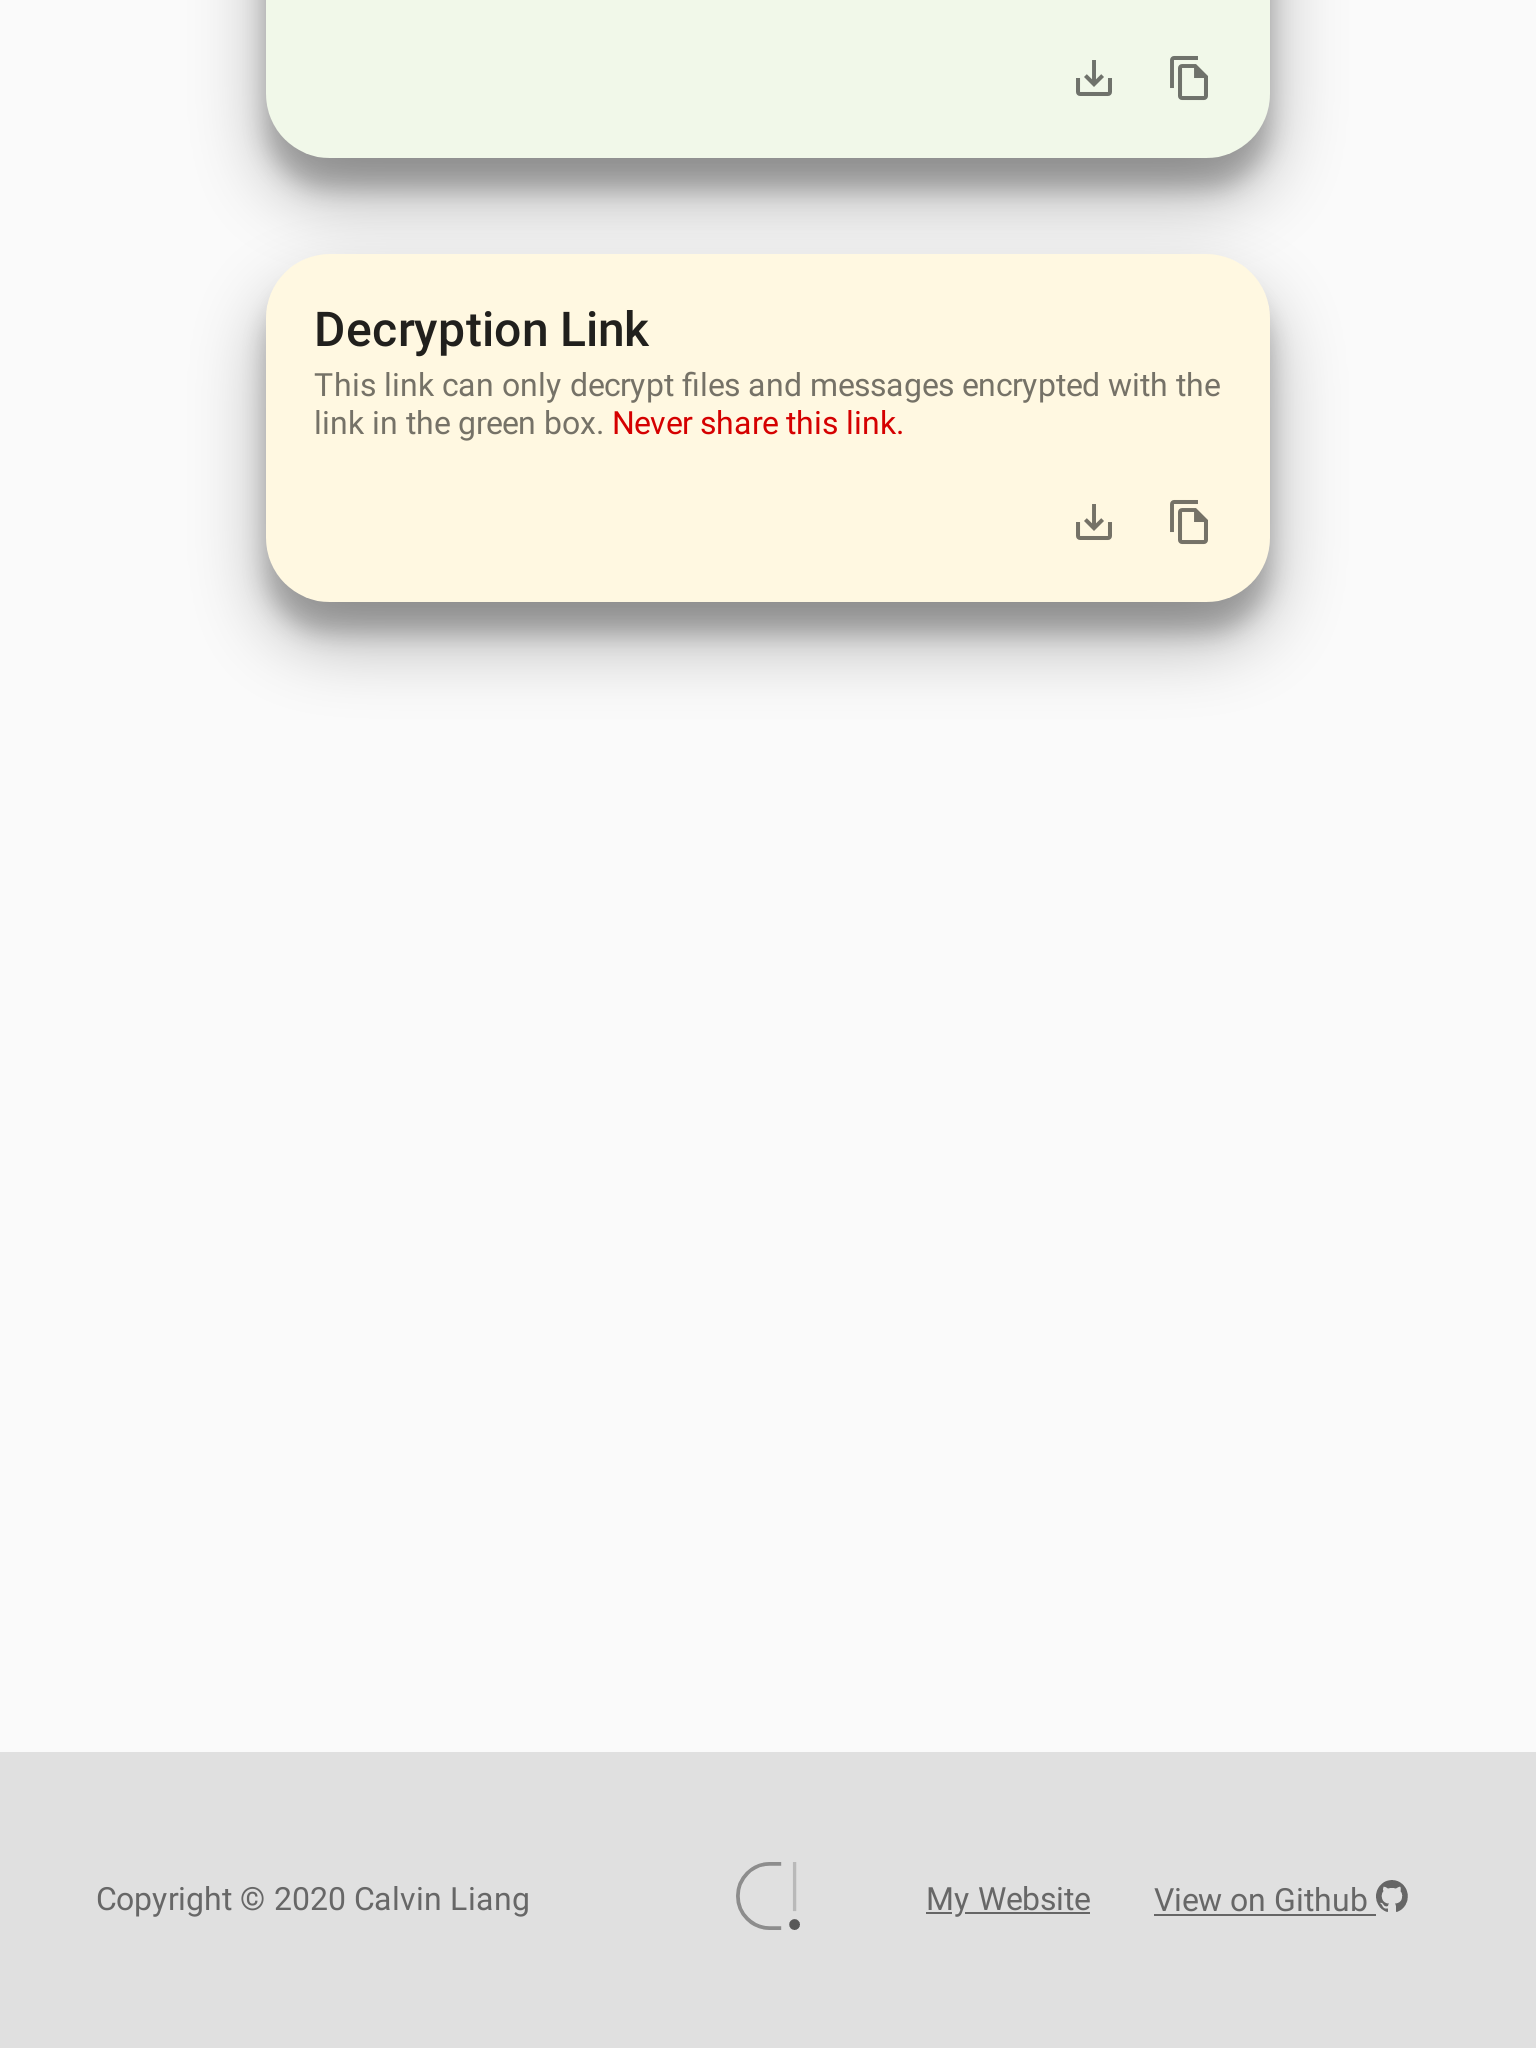 Decryption Link
This link can only decrypt files and messages encrypted with the
link in the green box. Never share this link.
Copyright © 2020 Calvin Liang
My Website
View on Github